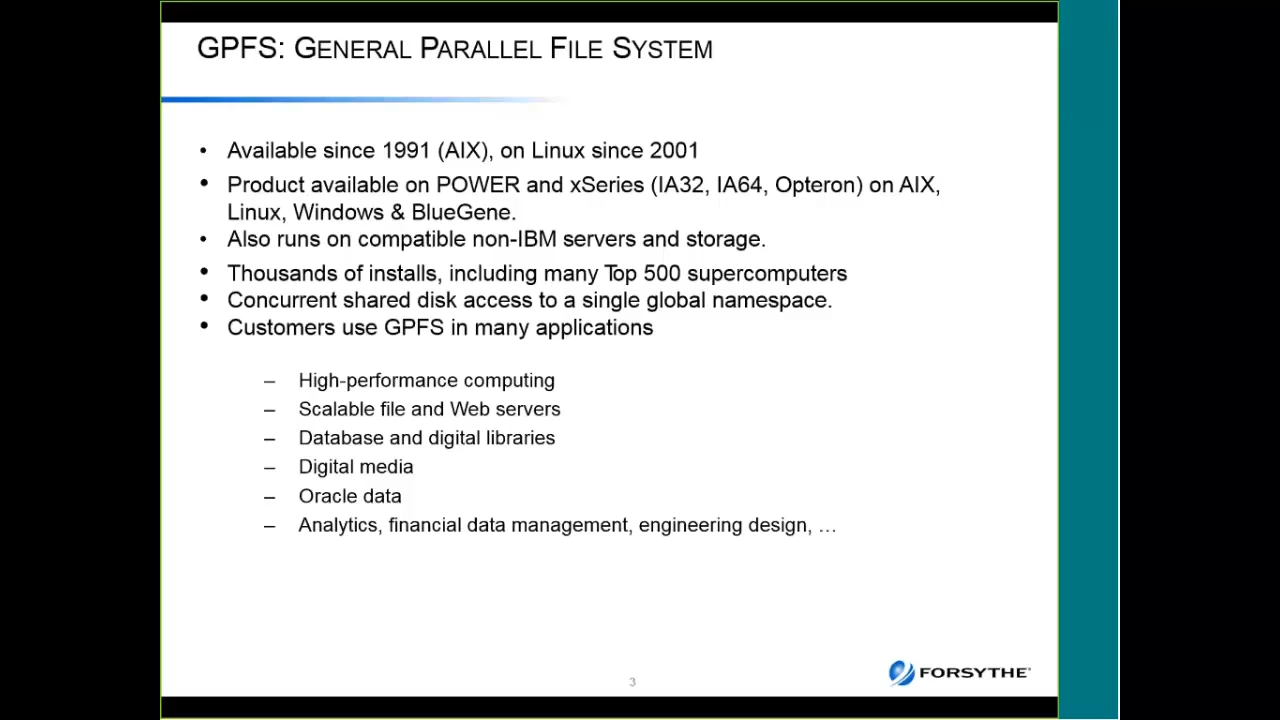 GPFS: GENERAL PARALLEL FILE SYSTEM
• Available since 1991 (AIX), on Linux since 2001
• Product available on POWER and xSeries (IA32, IA64, Opteron) on AIX,
Linux, Windows & BlueGene.
• Also runs on compatible non-IBM servers and storage.
• Thousands of installs, including many Top 500 supercomputers
• Concurrent shared disk access to a single global namespace.
• Customers use GPFS in many applications
– High-performance computing
– Scalable file and Web servers
– Database and digital libraries
– Digital media
– Oracle data
– Analytics, financial data management, engineering design, …
3
FORSYTHE